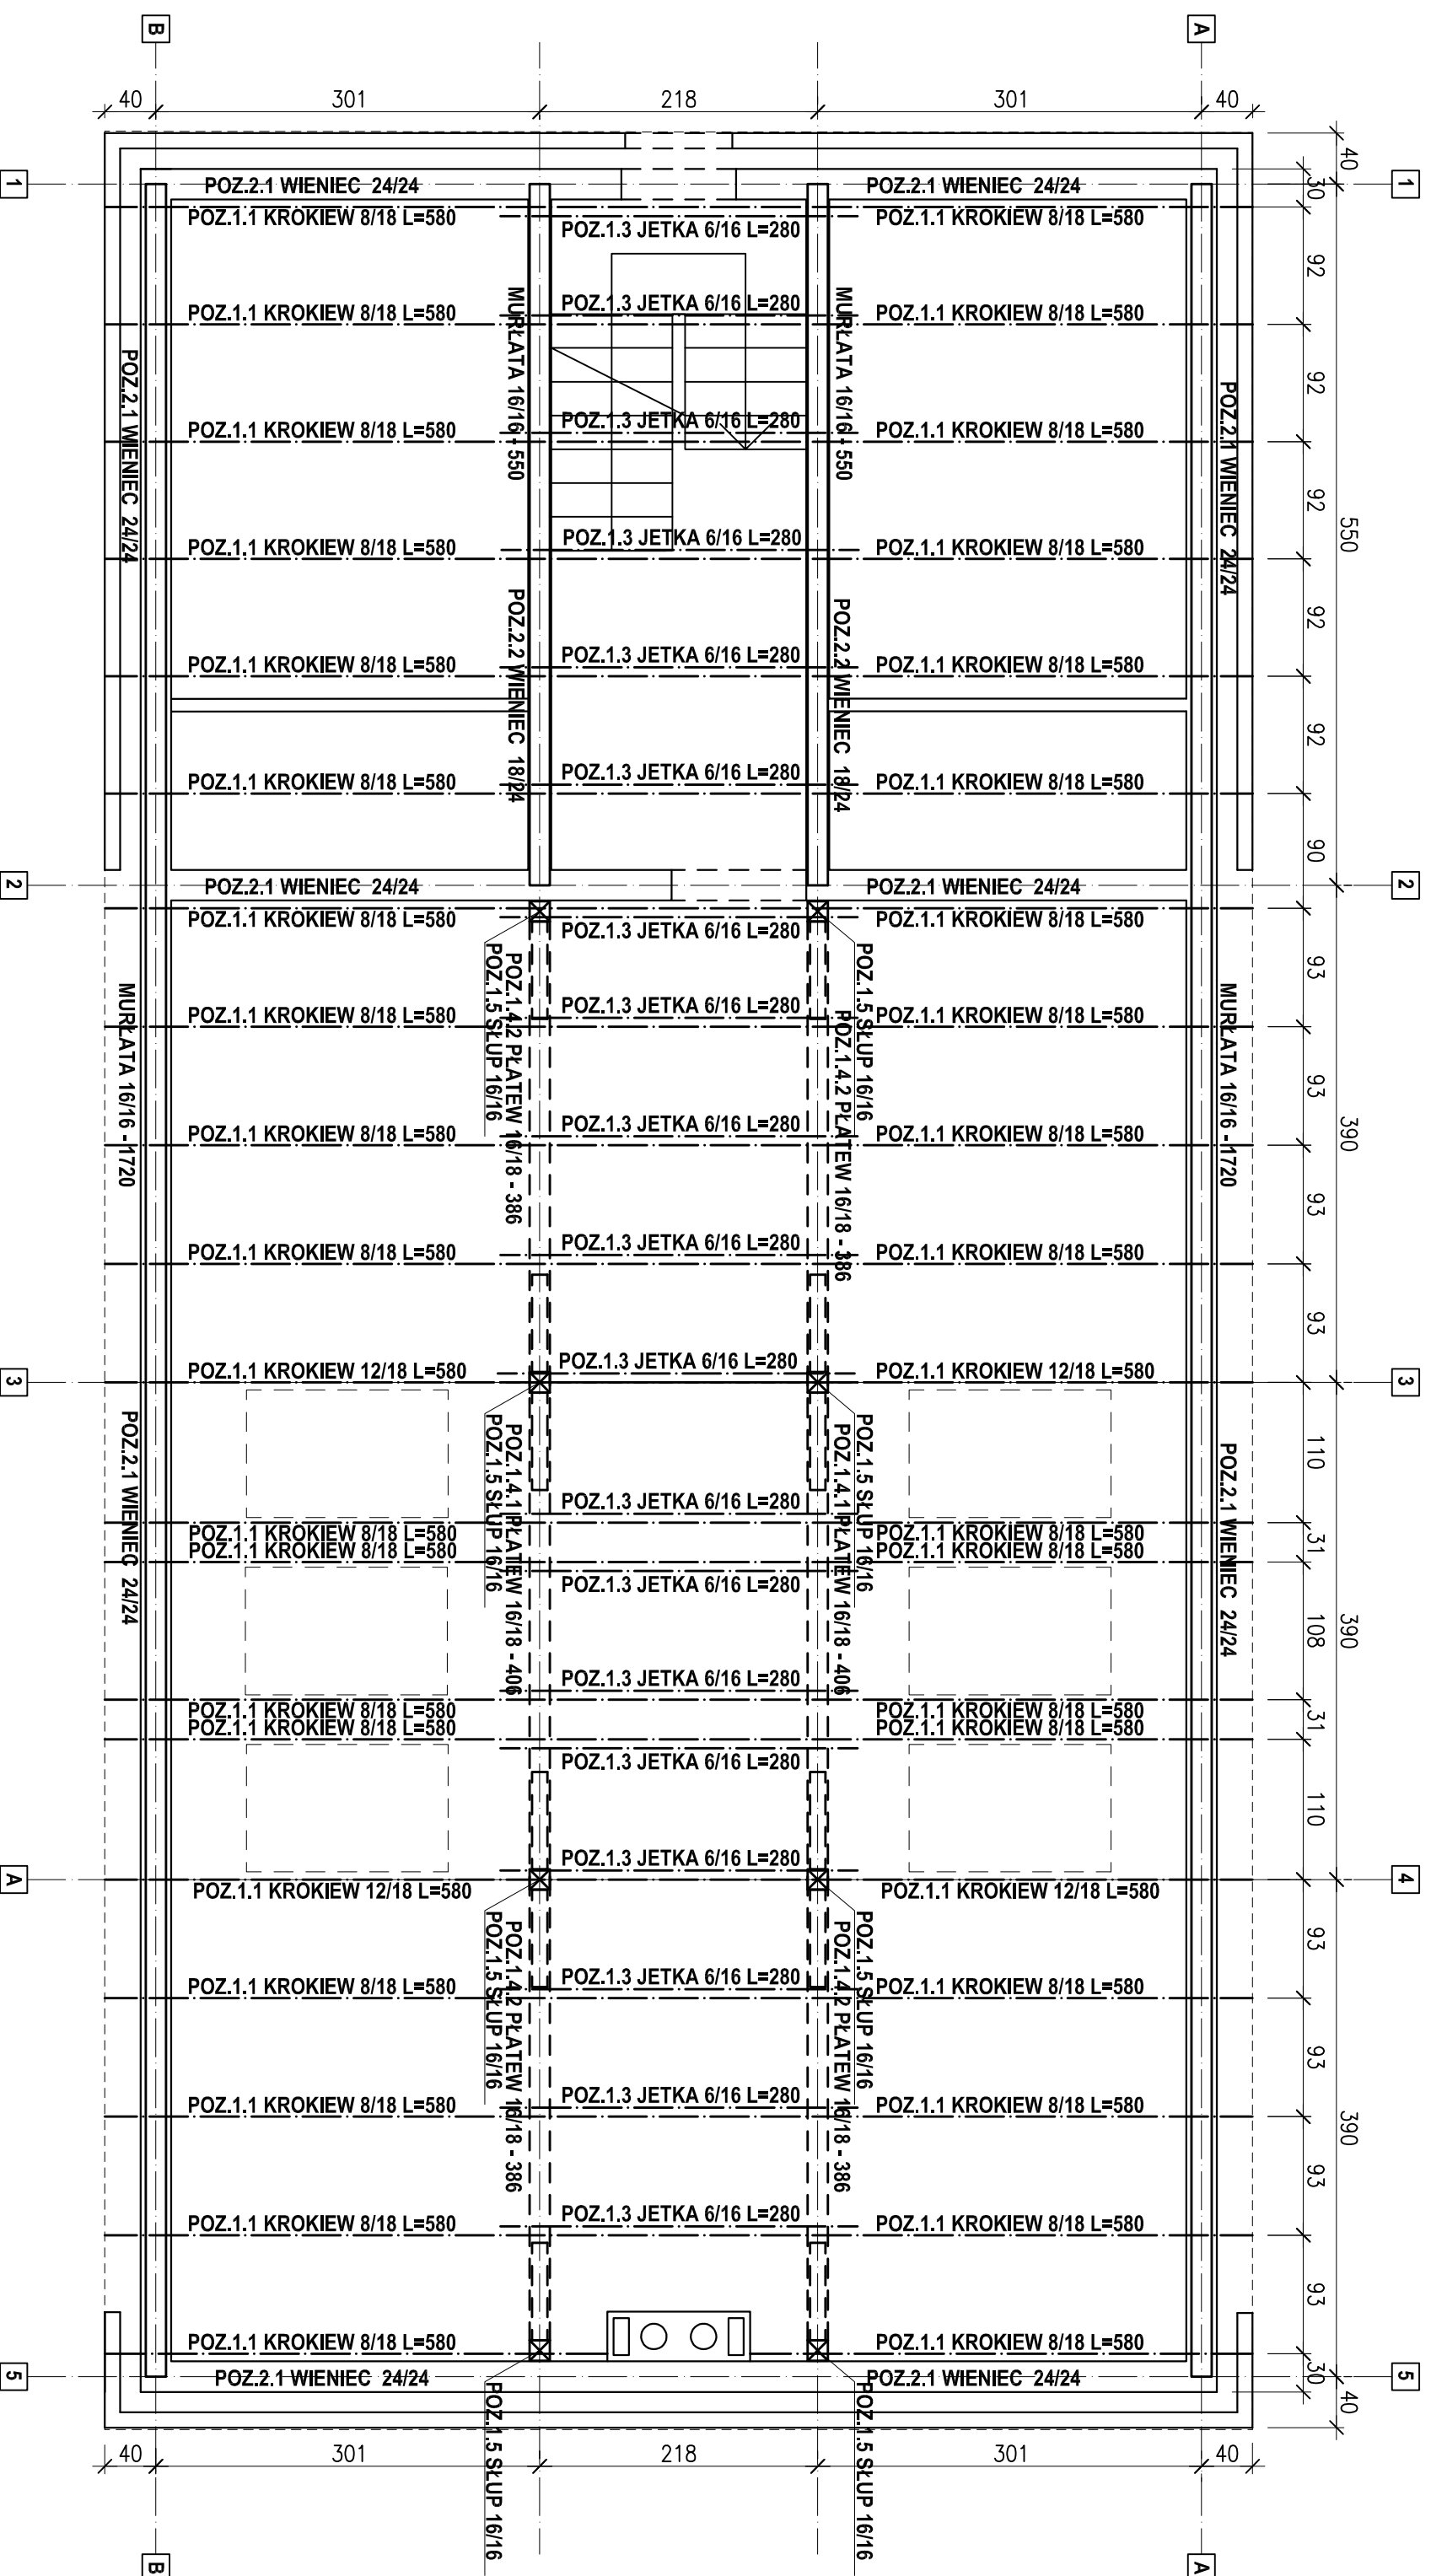 B
A
40
301
218
301
40
40
1
1
30
POZ.2.1 WIENIEC 24/24
POZ.2.1 WIENIEC 24/24
POZ.1.1 KROKIEW 8/18 L=580
POZ.1.3 JETKA 6/16 L=280
POZ.1.1 KROKIEW 8/18 L=580
92
POZ.1.1 KROKIEW 8/18 L=580
POZ.1.3 JETKA 6/16 L=280
POZ.1.1 KROKIEW 8/18 L=580
MURŁATA 16/16 - 550
MURŁATA 16/16 - 550
92
POZ.2.1 WIENIEC 24/24
POZ.2.1 WIENIEC 24/24
POZ.1.1 KROKIEW 8/18 L=580
POZ.1.3 JETKA 6/16 L=280
POZ.1.1 KROKIEW 8/18 L=580
92
550
POZ.1.1 KROKIEW 8/18 L=580
POZ.1.3 JETKA 6/16 L=280
POZ.1.1 KROKIEW 8/18 L=580
92
POZ.2.2 WIENIEC 18/24
POZ.2.2 WIENIEC 18/24
POZ.1.1 KROKIEW 8/18 L=580
POZ.1.3 JETKA 6/16 L=280
POZ.1.1 KROKIEW 8/18 L=580
92
POZ.1.1 KROKIEW 8/18 L=580
POZ.1.3 JETKA 6/16 L=280
POZ.1.1 KROKIEW 8/18 L=580
90
2
2
POZ.2.1 WIENIEC 24/24
POZ.2.1 WIENIEC 24/24
POZ.1.1 KROKIEW 8/18 L=580
POZ.1.3 JETKA 6/16 L=280
POZ.1.1 KROKIEW 8/18 L=580
93
POZ.1.5 SŁUP 16/16
POZ.1.4.2 PŁATEW 16/18 - 386
POZ.1.4.2 PŁATEW 16/18 - 386
POZ.1.5 SŁUP 16/16
MURŁATA 16/16 - 1720
MURŁATA 16/16 - 1720
POZ.1.1 KROKIEW 8/18 L=580
POZ.1.3 JETKA 6/16 L=280
POZ.1.1 KROKIEW 8/18 L=580
93
390
POZ.1.1 KROKIEW 8/18 L=580
POZ.1.3 JETKA 6/16 L=280
POZ.1.1 KROKIEW 8/18 L=580
93
POZ.1.1 KROKIEW 8/18 L=580
POZ.1.3 JETKA 6/16 L=280
POZ.1.1 KROKIEW 8/18 L=580
93
3
3
POZ.1.1 KROKIEW 12/18 L=580
POZ.1.3 JETKA 6/16 L=280
POZ.1.1 KROKIEW 12/18 L=580
110
POZ.2.1 WIENIEC 24/24
POZ.1.5 SŁUP 16/16
POZ.1.4.1 PŁATEW 16/18 - 406
POZ.1.4.1 PŁATEW 16/18 - 406
POZ.1.5 SŁUP 16/16
POZ.2.1 WIENIEC 24/24
POZ.1.3 JETKA 6/16 L=280
POZ.1.1 KROKIEW 8/18 L=580
POZ.1.1 KROKIEW 8/18 L=580
31
POZ.1.1 KROKIEW 8/18 L=580
POZ.1.1 KROKIEW 8/18 L=580
POZ.1.3 JETKA 6/16 L=280
108
390
POZ.1.3 JETKA 6/16 L=280
POZ.1.1 KROKIEW 8/18 L=580
POZ.1.1 KROKIEW 8/18 L=580
31
POZ.1.1 KROKIEW 8/18 L=580
POZ.1.1 KROKIEW 8/18 L=580
POZ.1.3 JETKA 6/16 L=280
110
POZ.1.3 JETKA 6/16 L=280
A
4
POZ.1.1 KROKIEW 12/18 L=580
POZ.1.1 KROKIEW 12/18 L=580
93
POZ.1.5 SŁUP 16/16
POZ.1.4.2 PŁATEW 16/18 - 386
POZ.1.4.2 PŁATEW 16/18 - 386
POZ.1.5 SŁUP 16/16
POZ.1.1 KROKIEW 8/18 L=580
POZ.1.3 JETKA 6/16 L=280
POZ.1.1 KROKIEW 8/18 L=580
93
POZ.1.1 KROKIEW 8/18 L=580
POZ.1.3 JETKA 6/16 L=280
POZ.1.1 KROKIEW 8/18 L=580
390
93
POZ.1.1 KROKIEW 8/18 L=580
POZ.1.3 JETKA 6/16 L=280
POZ.1.1 KROKIEW 8/18 L=580
93
POZ.1.1 KROKIEW 8/18 L=580
POZ.1.1 KROKIEW 8/18 L=580
30
5
5
POZ.2.1 WIENIEC 24/24
POZ.2.1 WIENIEC 24/24
40
POZ.1.5 SŁUP 16/16
POZ.1.5 SŁUP 16/16
40
301
218
301
40
B
A